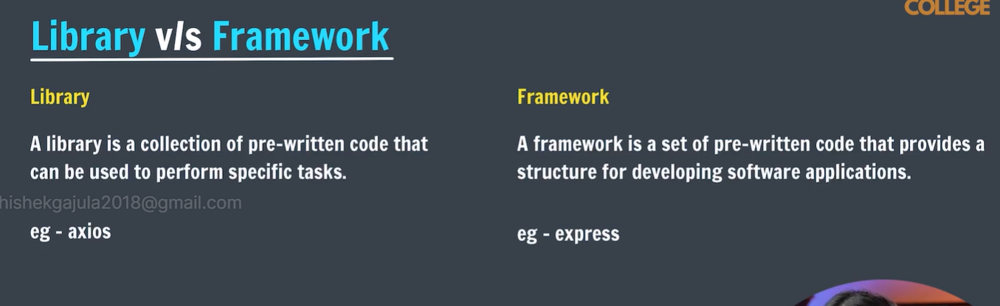 COLLEGE
Library v/s Framework
Library
A library is a collection of pre-written code that
can be used to perform specific tasks.
hishekgajula2018@gmail.com
eg - axios
Framework
A framework is a set of pre-written code that provides a
structure for developing software applications.
eg - express